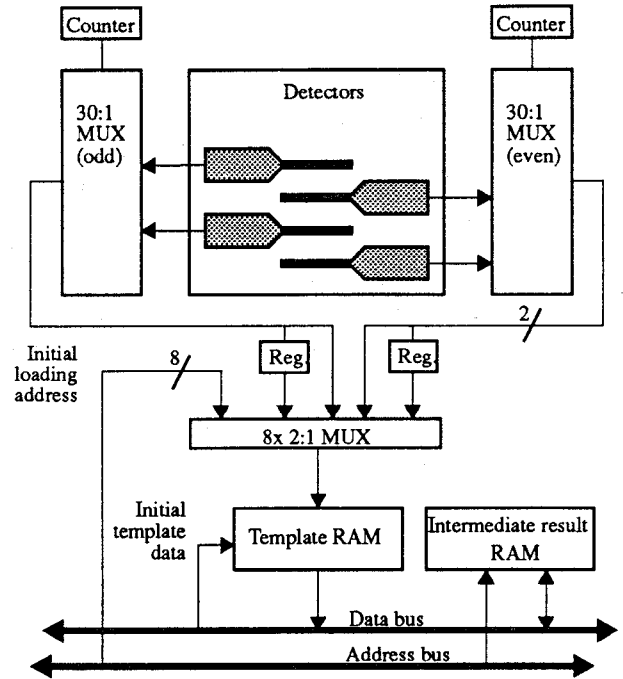 Counter
Counter
30:1
MUX
(odd)
Detectors
30:1
MUX
(even)
2
Initial
loading
address
8
Reg.
Reg.
8x 2:1 MUX
Initial
template
data
Template RAM
Intermediate result
RAM
Data bus
Address bus